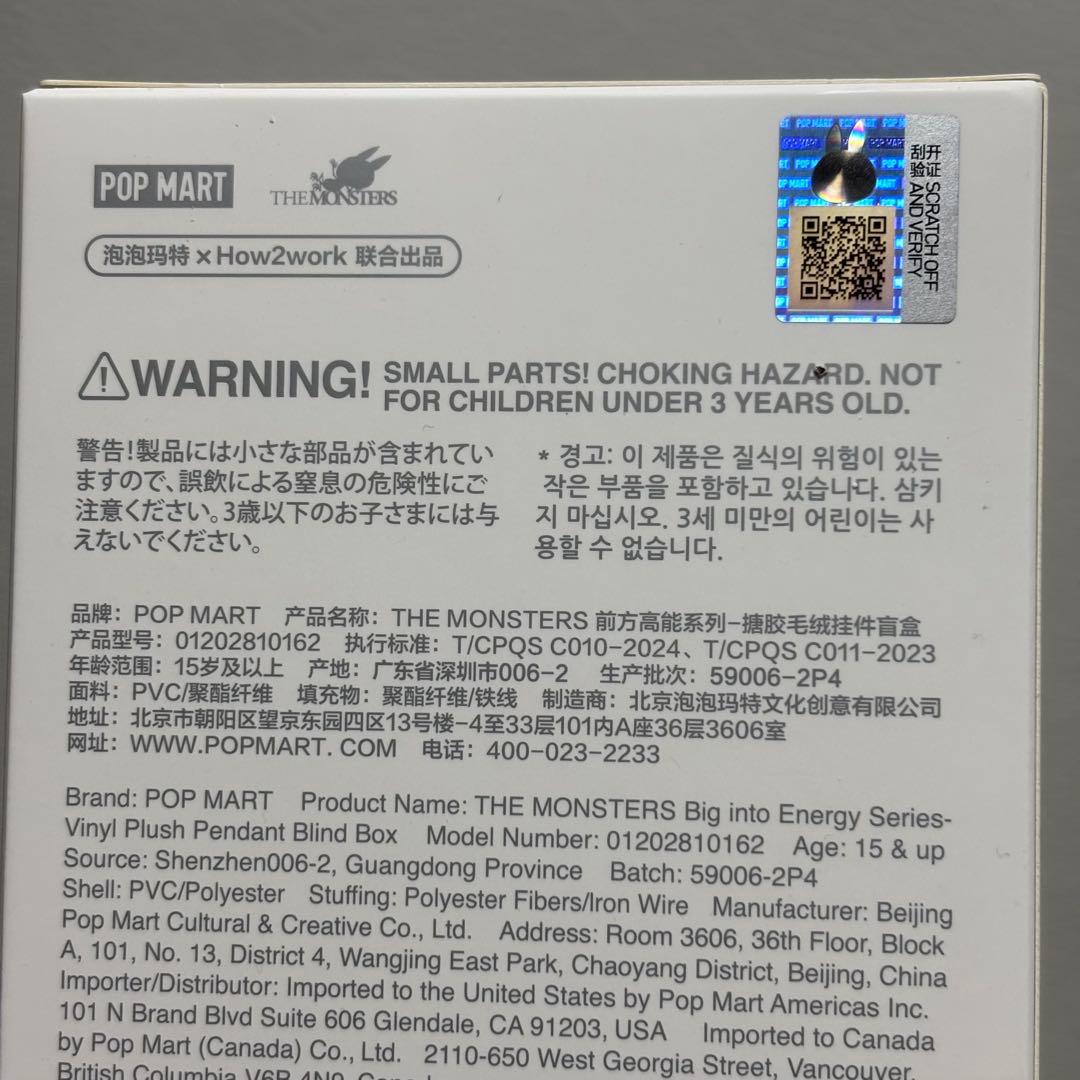 POP MART
THE MONSTERS
泡泡玛特 × How2work 联合出品
刮开
验证 SCRATCH OFF
AND VERIFY
WARNING! SMALL PARTS! CHOKING HAZARD. NOT
FOR CHILDREN UNDER 3 YEARS OLD.
警告!製品には小さな部品が含まれてい
ますので、誤飲による窒息の危険性にご
注意ください。3歳以下のお子さまには与
えないでください。
* 경고: 이 제품은 질식의 위험이 있는
작은 부품을 포함하고 있습니다. 삼키
지 마십시오. 3세 미만의 어린이는 사
용할 수 없습니다.
品牌: POP MART 产品名称: THE MONSTERS 前方高能系列-搪胶毛绒挂件盲盒
产品型号: 01202810162 执行标准: T/CPQS C010-2024、T/CPQS C011-2023
年龄范围: 15岁及以上 产地: 广东省深圳市006-2 生产批次: 59006-2P4
面料: PVC/聚酯纤维 填充物: 聚酯纤维/铁线 制造商: 北京泡泡玛特文化创意有限公司
地址: 北京市朝阳区望京东园四区13号楼-4至33层101内A座36层3606室
网址: WWW.POPMART. COM 电话: 400-023-2233
Brand: POP MART Product Name: THE MONSTERS Big into Energy Series-
Vinyl Plush Pendant Blind Box Model Number: 01202810162 Age: 15 & up
Source: Shenzhen006-2, Guangdong Province Batch: 59006-2P4
Shell: PVC/Polyester Stuffing: Polyester Fibers/Iron Wire Manufacturer: Beijing
Pop Mart Cultural & Creative Co., Ltd. Address: Room 3606, 36th Floor, Block
A, 101, No. 13, District 4, Wangjing East Park, Chaoyang District, Beijing, China
Importer/Distributor: Imported to the United States by Pop Mart Americas Inc.
101 N Brand Blvd Suite 606 Glendale, CA 91203, USA Imported to Canada
by Pop Mart (Canada) Co., Ltd. 2110-650 West Georgia Street, Vancouver,
British Columbia V6B 4N9